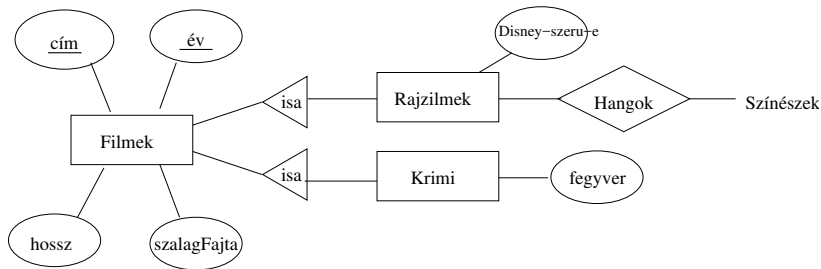 Disney-szeru-e
cím
év
isa
Rajzilmek
Hangok
Színészek
Filmek
isa
Krimi
fegyver
hossz
szalagFajta